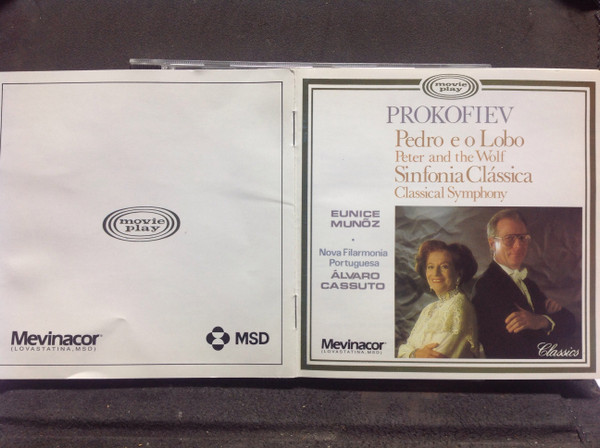 movie
play
Mevinacor
(LOVASTATINA, MSD)
MSD
movie
play
PROKOFIEV
Pedro e o Lobo
Peter and the Wolf
Sinfonia Clássica
Classical Symphony
EUNICE
MUNÕZ
Nova Filarmonia
Portuguesa
ÁLVARO
CASSUTO
Mevinacor
(LOVASTATINA, MSD)
Classics